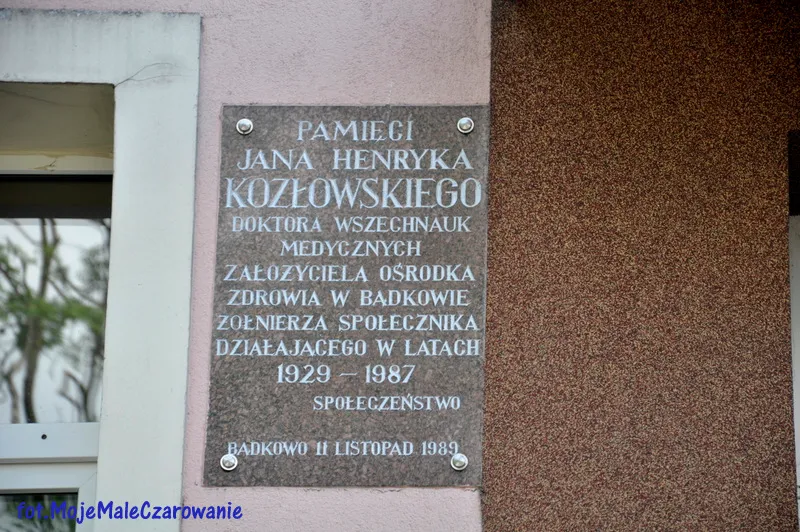 PAMIĘCI
JANA HENRYKA
KOZŁOWSKIEGO
DOKTORA WSZECHNAUK
MEDYCZNYCH
ZAŁOŻYCIELA OŚRODKA
ZDROWIA W BĄDKOWIE
ŻOŁNIERZA SPOŁECZNIKA
DZIAŁAJĄCEGO W LATACH
1929 – 1987
SPOŁECZEŃSTWO
BĄDKOWO 11 LISTOPAD 1989
fot.MojeMałeCzarowanie